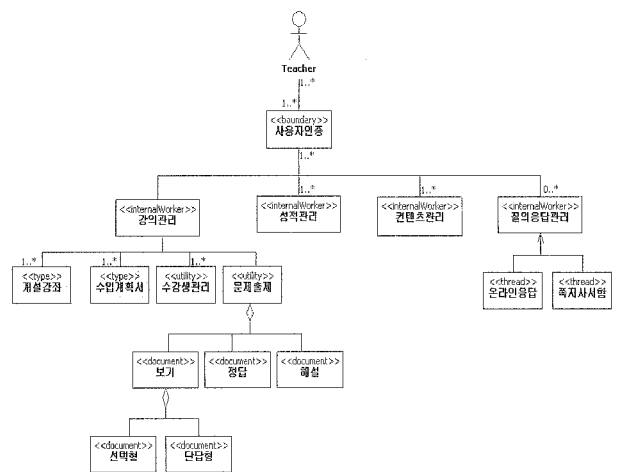 Teacher
1..*
1..*
<<boundary>>
사용자인증
1..*
1..*
1..*
0..*
<<internalWorker>>
강의관리
<<internalWorker>>
성적관리
<<internalWorker>>
컨텐츠관리
<<internalWorker>>
질의응답관리
1..*
1..*
1..*
<<type>>
개설강좌
<<type>>
수업계획서
<<utility>>
수강생관리
<<utility>>
문제출제
<<thread>>
온라인응답
<<thread>>
쪽지사서함
<<document>>
보기
<<document>>
정답
<<document>>
해설
<<document>>
선택형
<<document>>
단답형